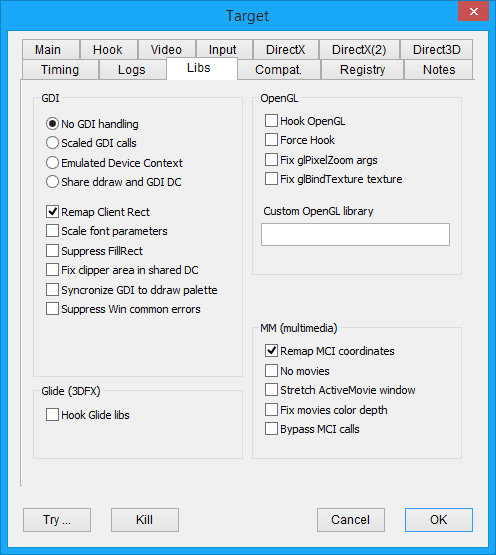 Target
Main Hook Video Input DirectX DirectX(2) Direct3D
Timing Logs Libs Compat. Registry Notes
GDI
No GDI handling
Scaled GDI calls
Emulated Device Context
Share ddraw and GDI DC
Remap Client Rect
Scale font parameters
Suppress FillRect
Fix clipper area in shared DC
Syncronize GDI to ddraw palette
Suppress Win common errors
Glide (3DFX)
Hook Glide libs
OpenGL
Hook OpenGL
Force Hook
Fix glPixelZoom args
Fix glBindTexture texture
Custom OpenGL library
MM (multimedia)
Remap MCI coordinates
No movies
Stretch ActiveMovie window
Fix movies color depth
Bypass MCI calls
Try ... Kill Cancel OK